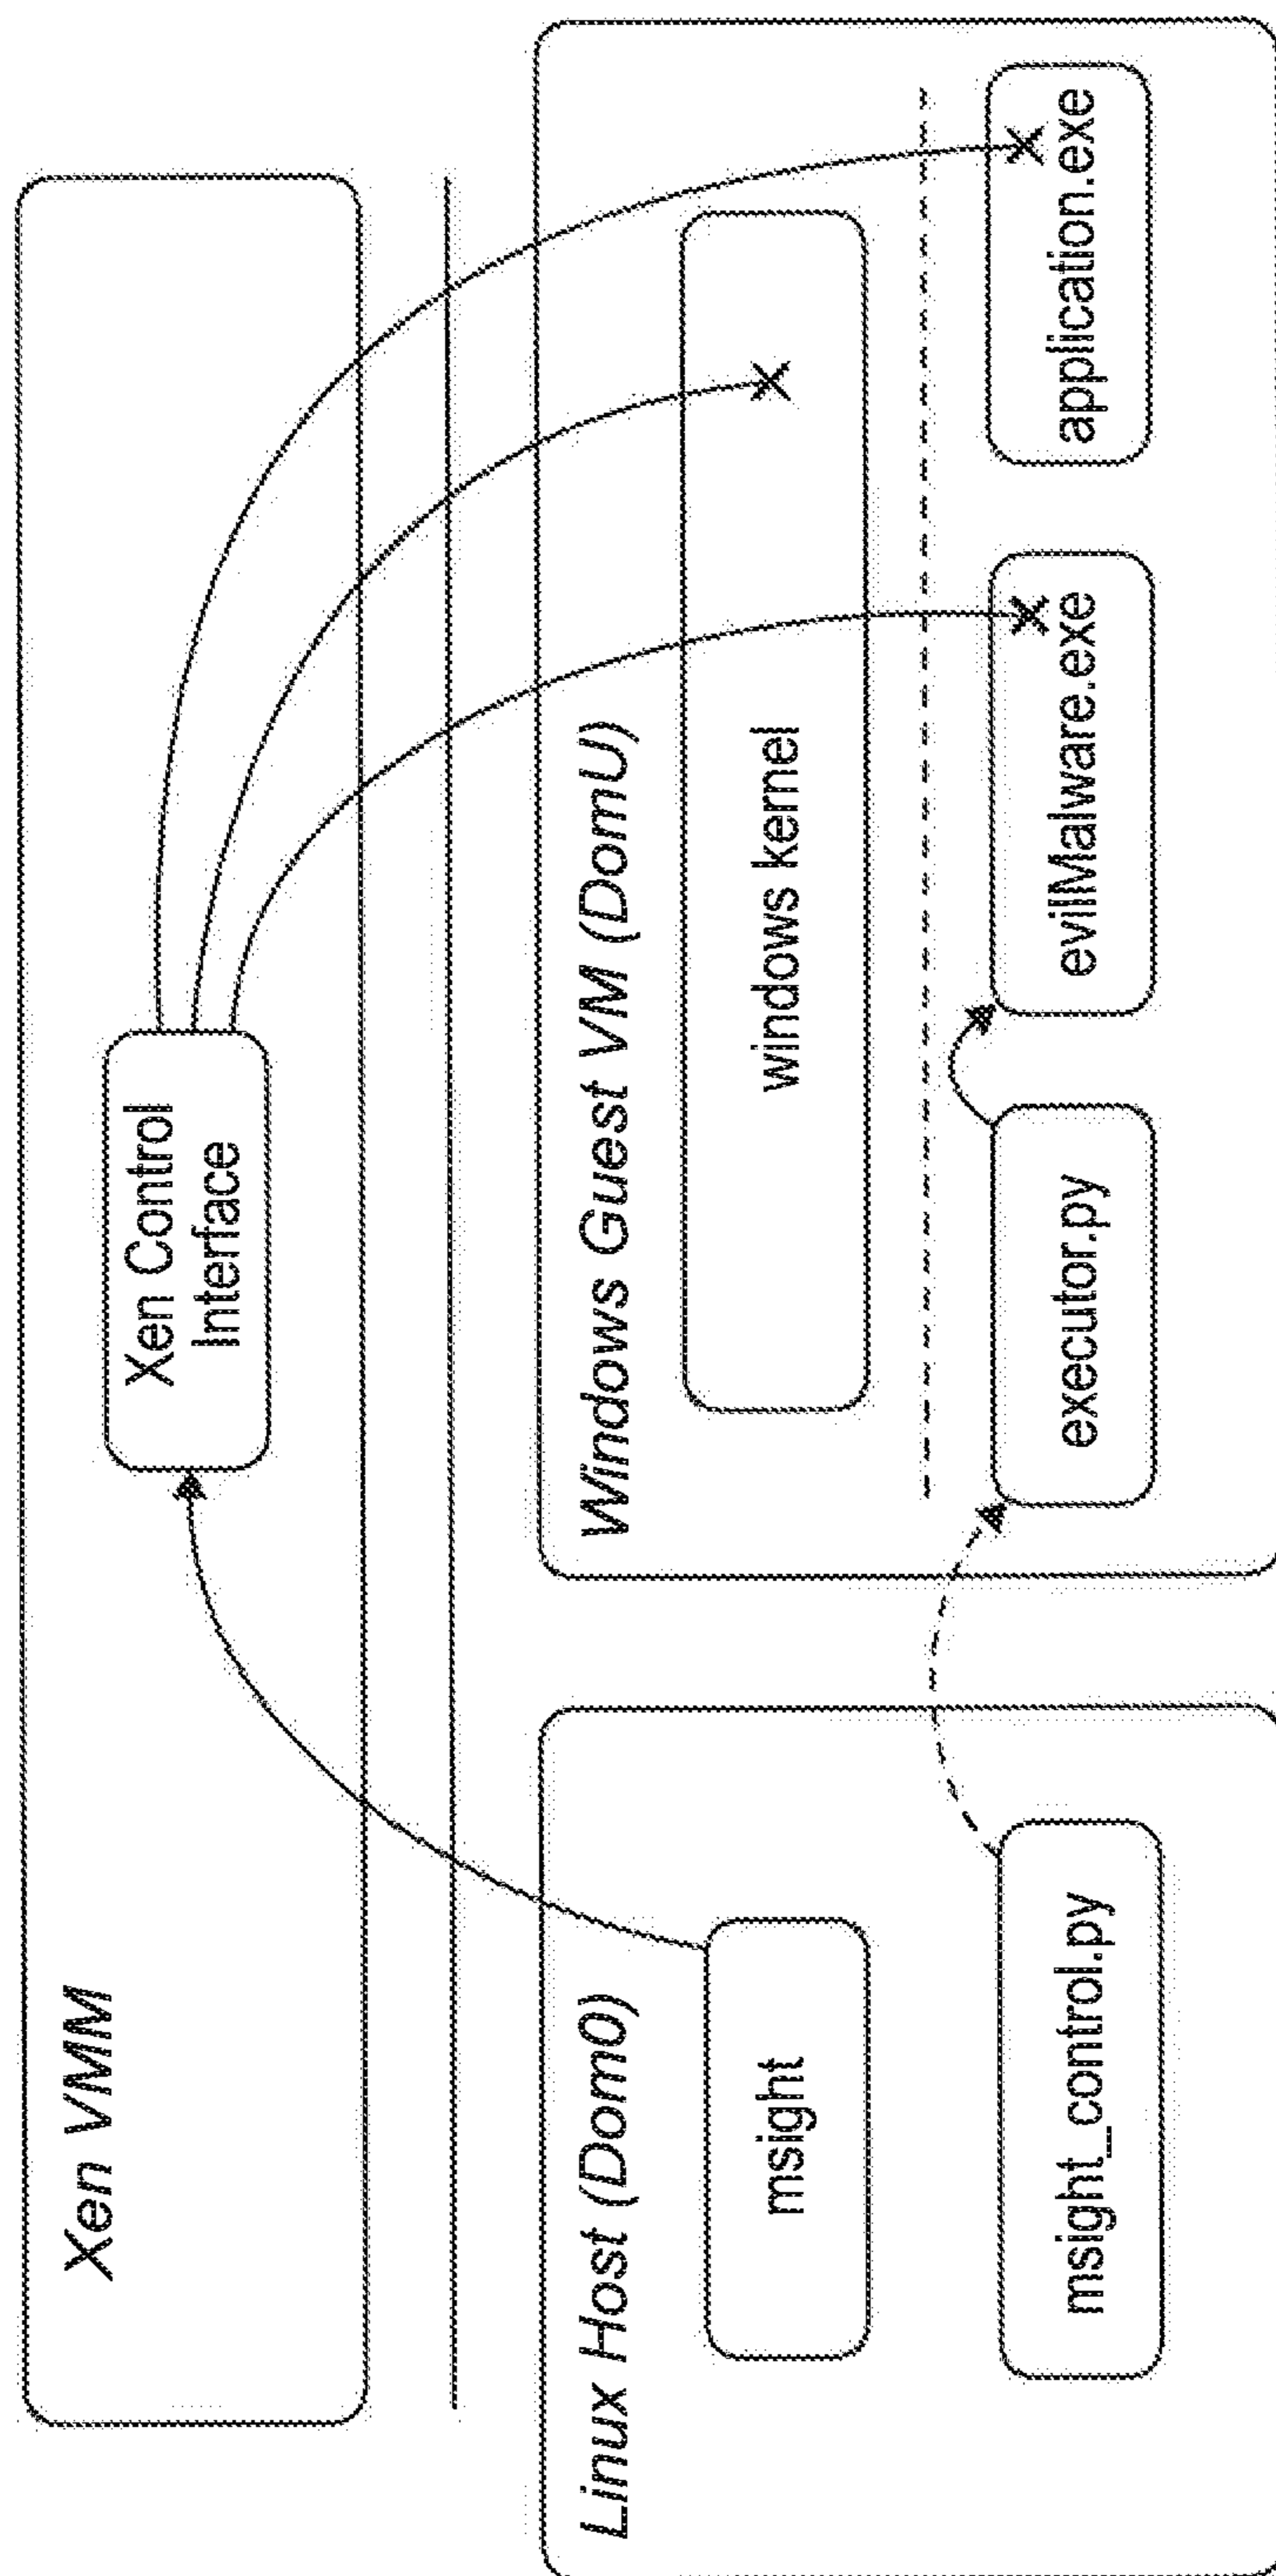 Xen VMM
Xen Control
Interface
Linux Host (Dom0)
msight
msight_control.py
Windows Guest VM (DomU)
windows kernel
executor.py
evilMalware.exe
application.exe